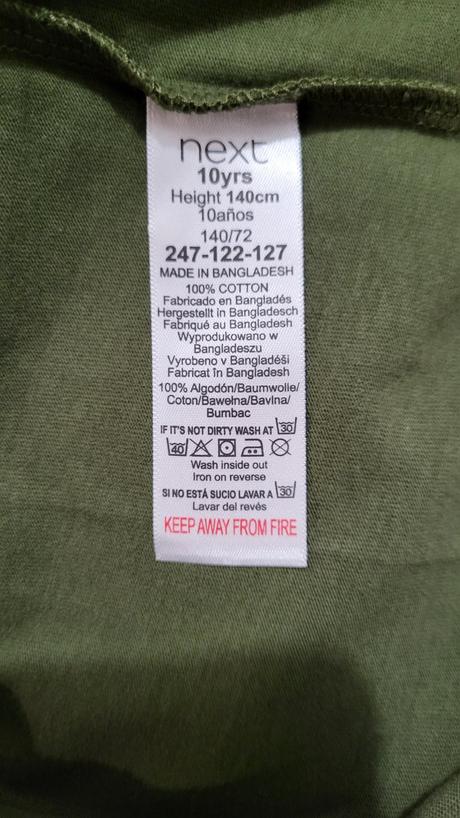 next
10yrs
Height 140cm
10años
140/72
247-122-127
MADE IN BANGLADESH
100% COTTON
Fabricado en Bangladés
Hergestellt in Bangladesch
Fabriqué au Bangladesh
Wyprodukowano w
Bangladeszu
Vyrobeno v Bangladéši
Fabricat în Bangladesh
100% Algodón/Baumwolle/
Coton/Bawełna/Bavlna/
Bumbac
IF IT'S NOT DIRTY WASH AT 30
40
Wash inside out
Iron on reverse
SI NO ESTÁ SUCIO LAVAR A 30
Lavar del revés
KEEP AWAY FROM FIRE